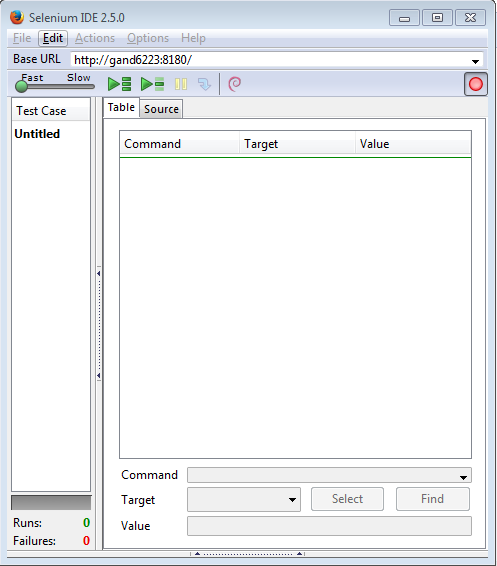 Selenium IDE 2.5.0
File Edit Actions Options Help
Base URL http://gand6223:8180/
Fast Slow
Test Case
Untitled
Table Source
Command Target Value
Command
Target Select Find
Value
Runs: 0
Failures: 0